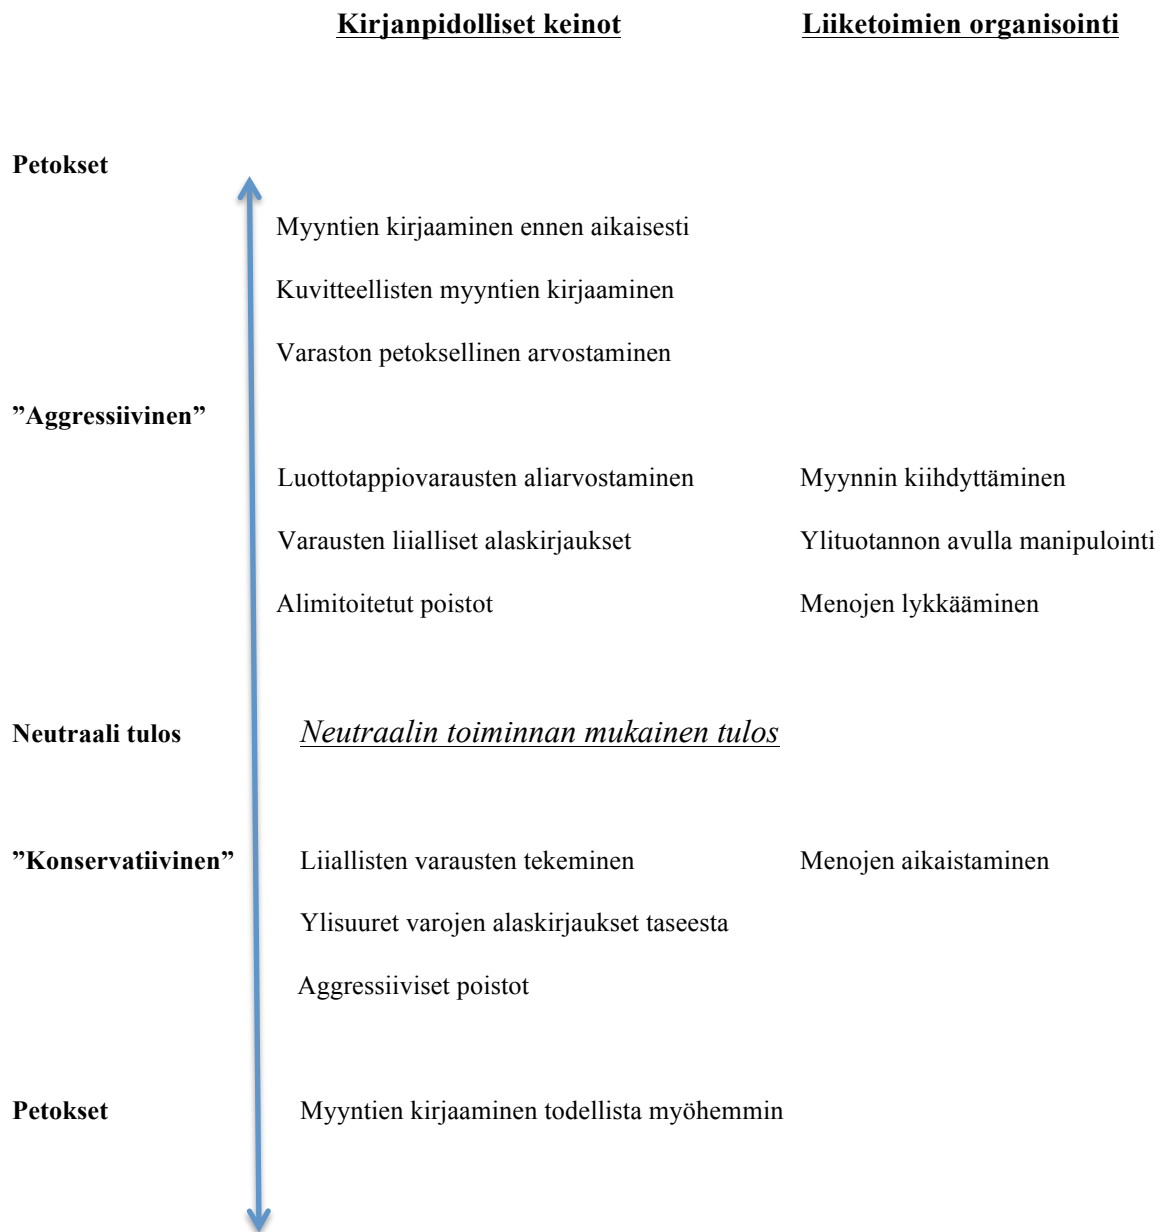 Kirjanpidolliset keinot Liiketoimien organisointi
Petokset
Myyntien kirjaaminen ennen aikaisesti
Kuvitteellisten myyntien kirjaaminen
Varaston petoksellinen arvostaminen
”Aggressiivinen”
Luottotappiovarausten aliarvostaminen Myynnin kiihdyttäminen
Varausten liialliset alaskirjaukset Ylituotannon avulla manipulointi
Alimitoitetut poistot Menojen lykkääminen
Neutraali tulos Neutraalin toiminnan mukainen tulos
”Konservatiivinen” Liiallisten varausten tekeminen Menojen aikaistaminen
Ylisuuret varojen alaskirjaukset taseesta
Aggressiiviset poistot
Petokset Myyntien kirjaaminen todellista myöhemmin